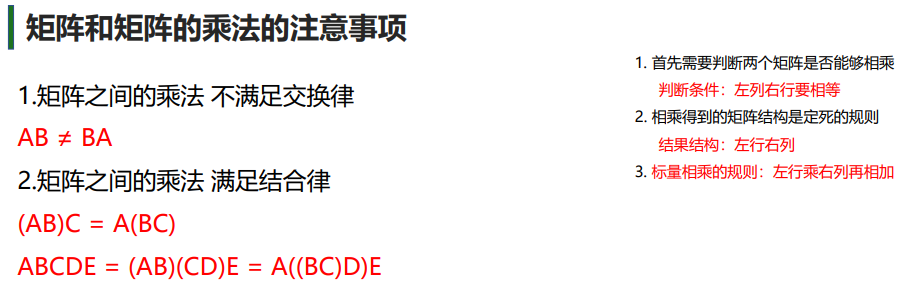 矩阵和矩阵的乘法的注意事项
1.矩阵之间的乘法 不满足交换律
AB ≠ BA
2.矩阵之间的乘法 满足结合律
(AB)C = A(BC)
ABCDE = (AB)(CD)E = A((BC)D)E
1. 首先需要判断两个矩阵是否能够相乘
判断条件：左列右行要相等
2. 相乘得到的矩阵结构是定死的规则
结果结构：左行右列
3. 标量相乘的规则：左行乘右列再相加